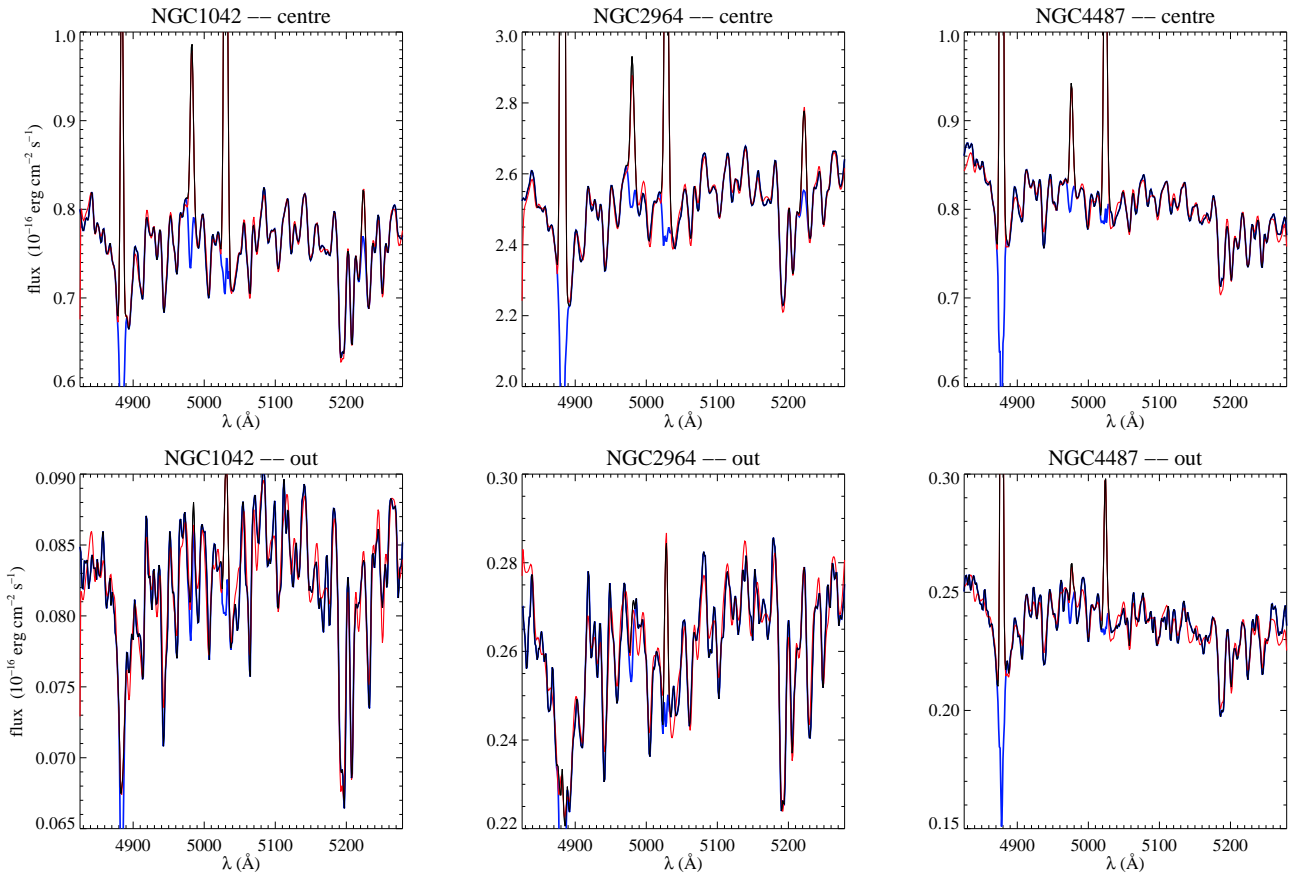 NGC1042 −− centre
NGC2964 −− centre
NGC4487 −− centre
1.0
0.9
0.8
0.7
0.6
flux (10⁻¹⁶ erg cm⁻² s⁻¹)
4900 5000 5100 5200
λ (Å)
3.0
2.8
2.6
2.4
2.2
2.0
4900 5000 5100 5200
λ (Å)
1.0
0.9
0.8
0.7
0.6
4900 5000 5100 5200
λ (Å)
NGC1042 −− out
NGC2964 −− out
NGC4487 −− out
0.090
0.085
0.080
0.075
0.070
0.065
flux (10⁻¹⁶ erg cm⁻² s⁻¹)
4900 5000 5100 5200
λ (Å)
0.30
0.28
0.26
0.24
0.22
4900 5000 5100 5200
λ (Å)
0.30
0.25
0.20
0.15
4900 5000 5100 5200
λ (Å)